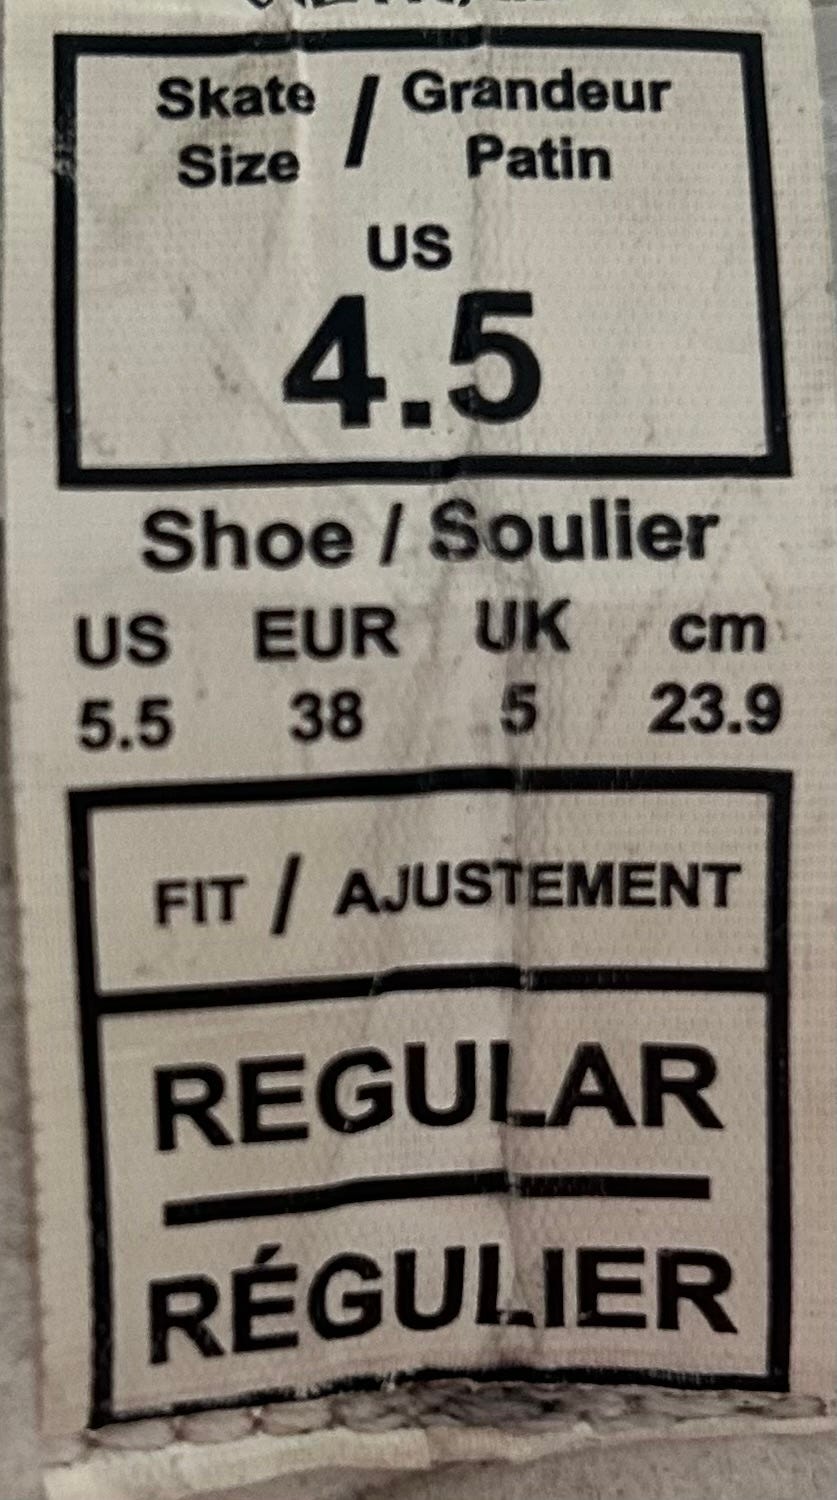 Skate / Grandeur
Size Patin
US
4.5
Shoe / Soulier
US EUR UK cm
5.5 38 5 23.9
FIT / AJUSTEMENT
REGULAR
RÉGULIER